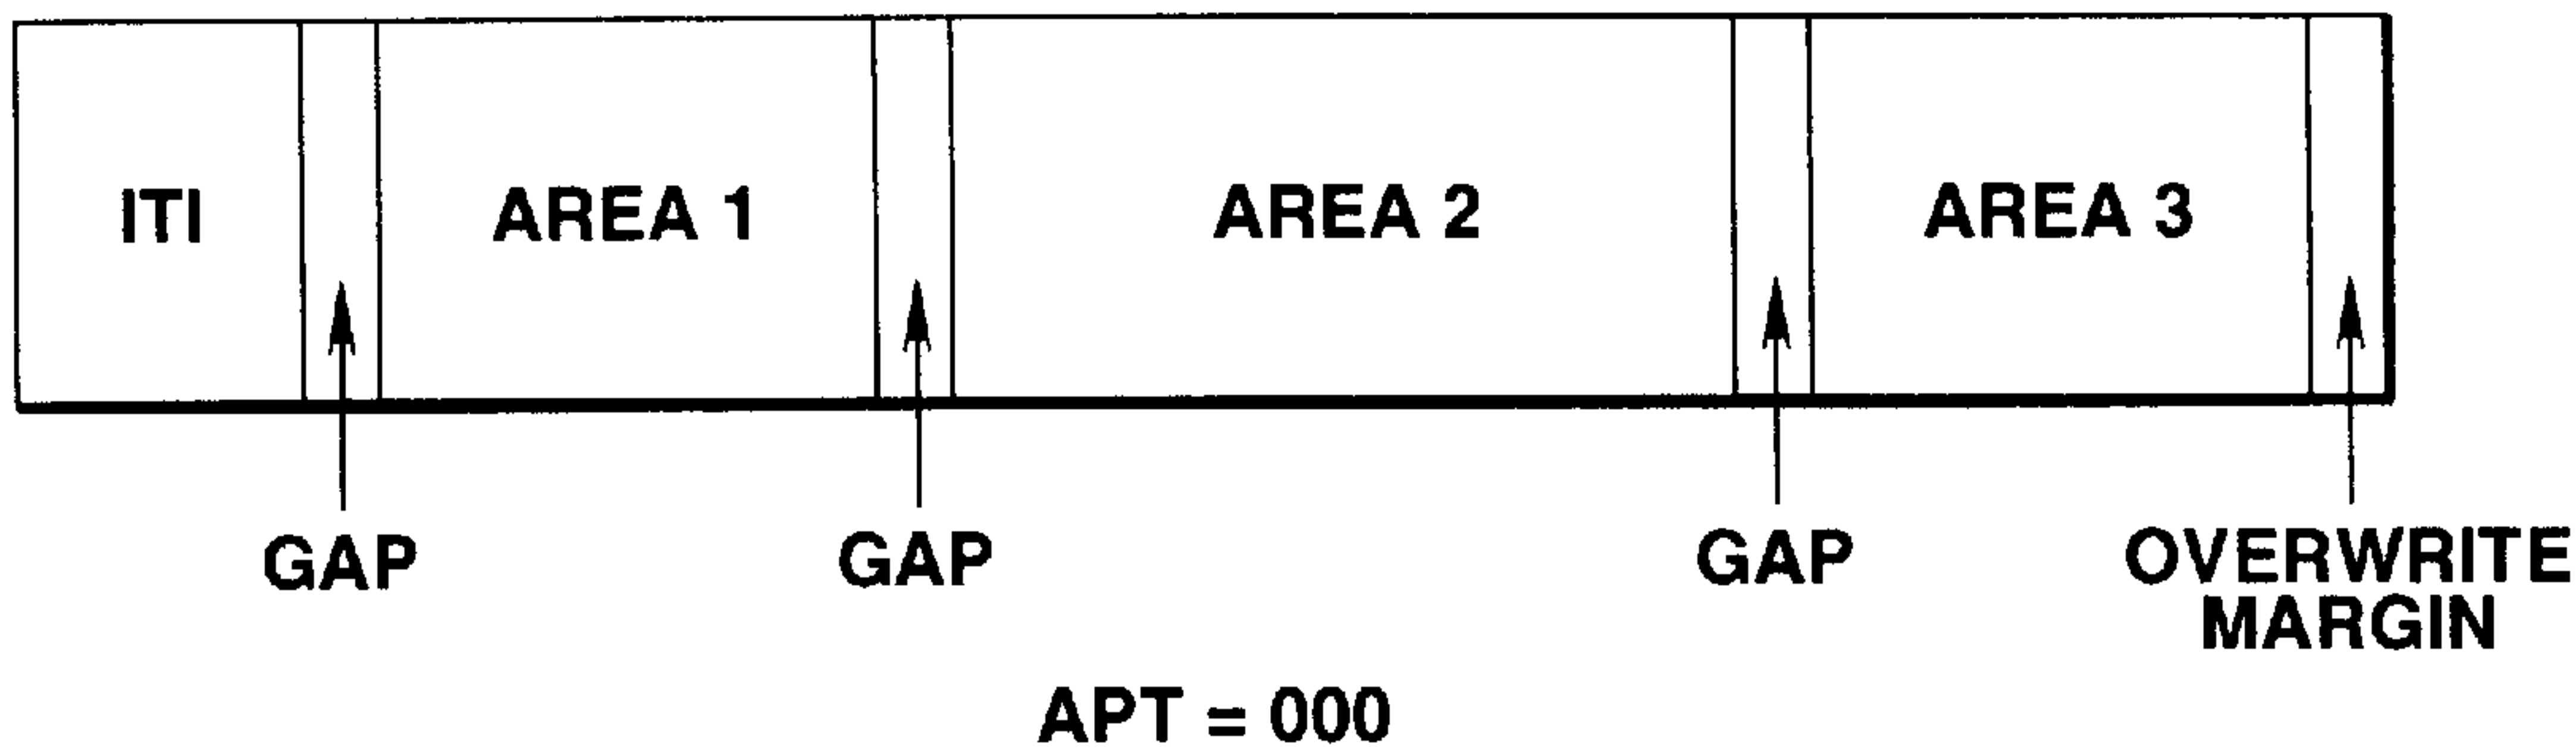 ITI
AREA 1
AREA 2
AREA 3
GAP
GAP
GAP
OVERWRITE
MARGIN
APT = 000